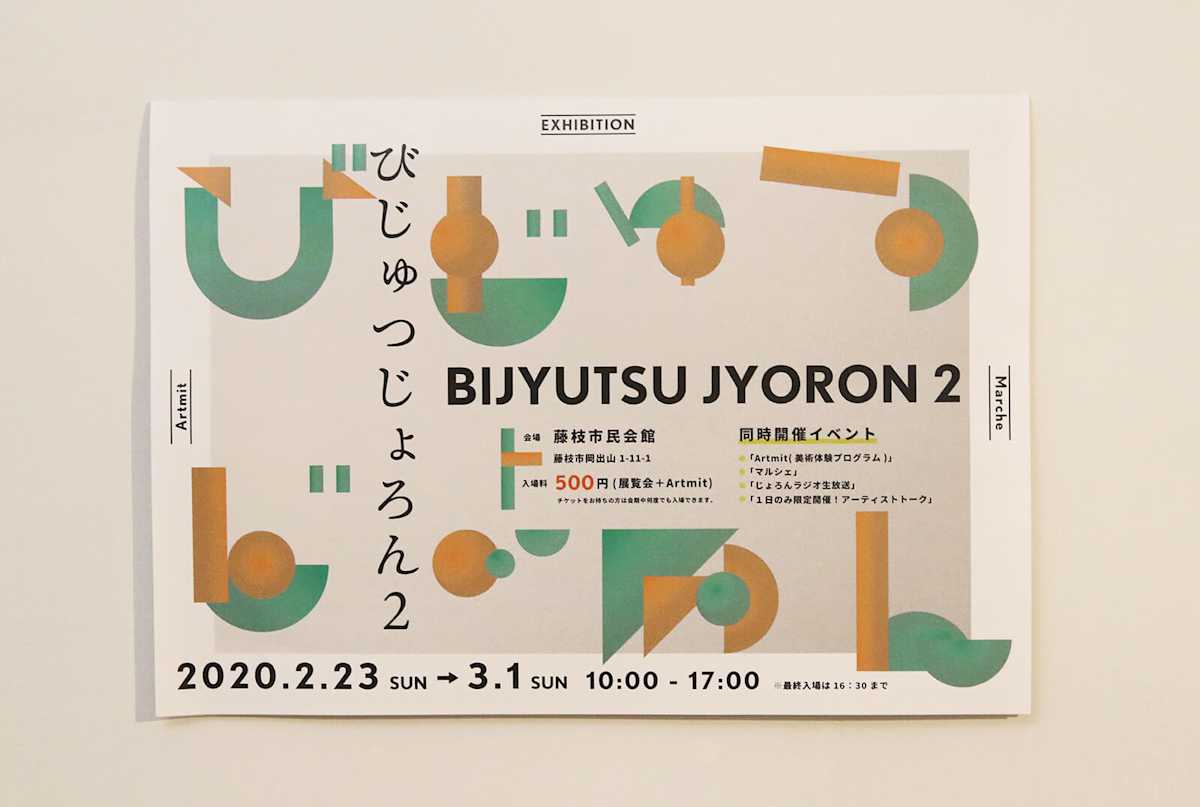 EXHIBITION
びじゅつじょろん2
Artmit
Marche
BIJYUTSU JYORON 2
会場 藤枝市民会館
藤枝市岡出山 1-11-1
入場料 500円 (展覧会+Artmit)
チケットをお持ちの方は会期中何度でも入場できます。
同時開催イベント
「Artmit(美術体験プログラム)」
「マルシェ」
「じょろんラジオ生放送」
「1日のみ限定開催!アーティストトーク」
2020.2.23 SUN → 3.1 SUN 10:00 - 17:00 ※最終入場は16:30まで